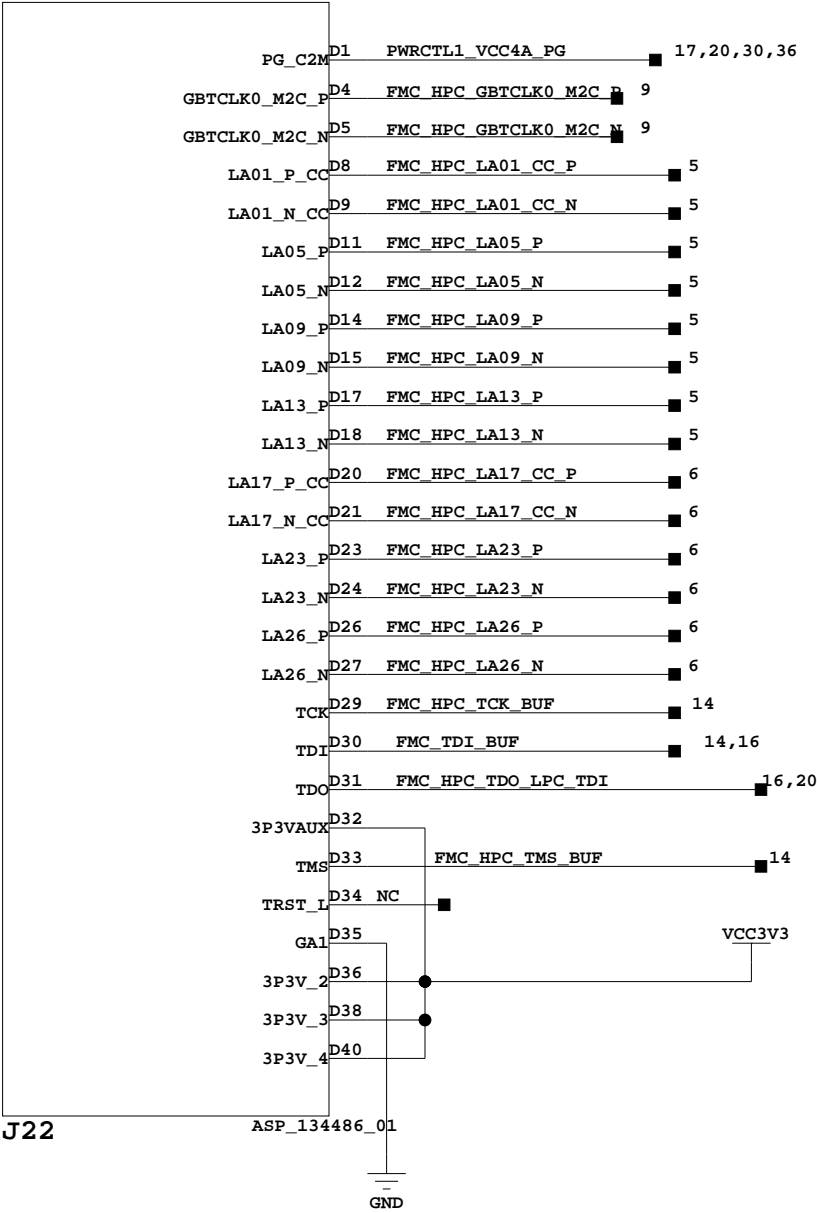 PG_C2M D1 PWRCTL1_VCC4A_PG 17,20,30,36
GBTCLK0_M2C_P D4 FMC_HPC_GBTCLK0_M2C_P 9
GBTCLK0_M2C_N D5 FMC_HPC_GBTCLK0_M2C_N 9
LA01_P_CC D8 FMC_HPC_LA01_CC_P 5
LA01_N_CC D9 FMC_HPC_LA01_CC_N 5
LA05_P D11 FMC_HPC_LA05_P 5
LA05_N D12 FMC_HPC_LA05_N 5
LA09_P D14 FMC_HPC_LA09_P 5
LA09_N D15 FMC_HPC_LA09_N 5
LA13_P D17 FMC_HPC_LA13_P 5
LA13_N D18 FMC_HPC_LA13_N 5
LA17_P_CC D20 FMC_HPC_LA17_CC_P 6
LA17_N_CC D21 FMC_HPC_LA17_CC_N 6
LA23_P D23 FMC_HPC_LA23_P 6
LA23_N D24 FMC_HPC_LA23_N 6
LA26_P D26 FMC_HPC_LA26_P 6
LA26_N D27 FMC_HPC_LA26_N 6
TCK D29 FMC_HPC_TCK_BUF 14
TDI D30 FMC_TDI_BUF 14,16
TDO D31 FMC_HPC_TDO_LPC_TDI 16,20
3P3VAUX D32
TMS D33 FMC_HPC_TMS_BUF 14
TRST_L D34 NC
GA1 D35 VCC3V3
3P3V_2 D36
3P3V_3 D38
3P3V_4 D40
J22 ASP_134486_01
GND